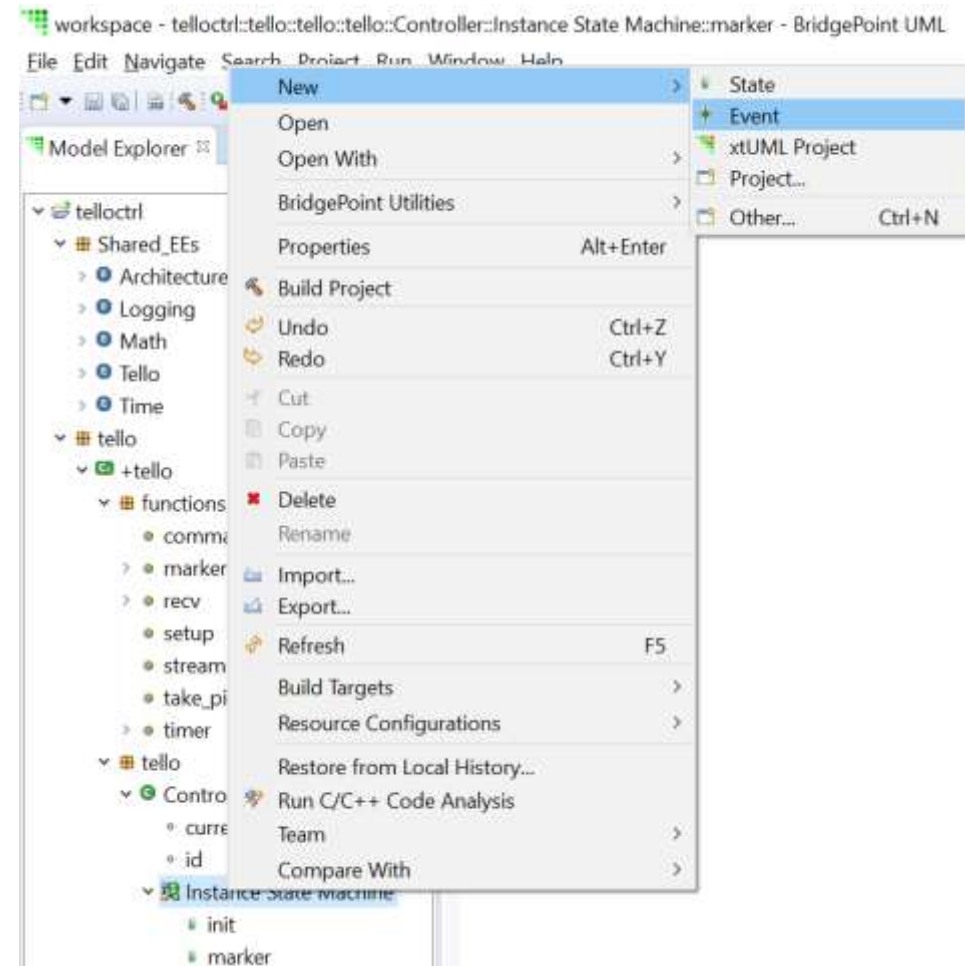 workspace - telloctrl::tello::tello::tello::Controller::Instance State Machine::marker - BridgePoint UML
File Edit Navigate Search Project Run Window Help
Model Explorer
telloctrl
Shared_EEs
Architecture
Logging
Math
Tello
Time
tello
+tello
functions
comma
marker
recv
setup
stream
take_pi
timer
tello
Contro
curre
id
Instance State Machine
init
marker
New
Open
Open With
BridgePoint Utilities
Properties Alt+Enter
Build Project
Undo Ctrl+Z
Redo Ctrl+Y
Cut
Copy
Paste
Delete
Rename
Import...
Export...
Refresh F5
Build Targets
Resource Configurations
Restore from Local History...
Run C/C++ Code Analysis
Team
Compare With
State
Event
xtUML Project
Project...
Other... Ctrl+N